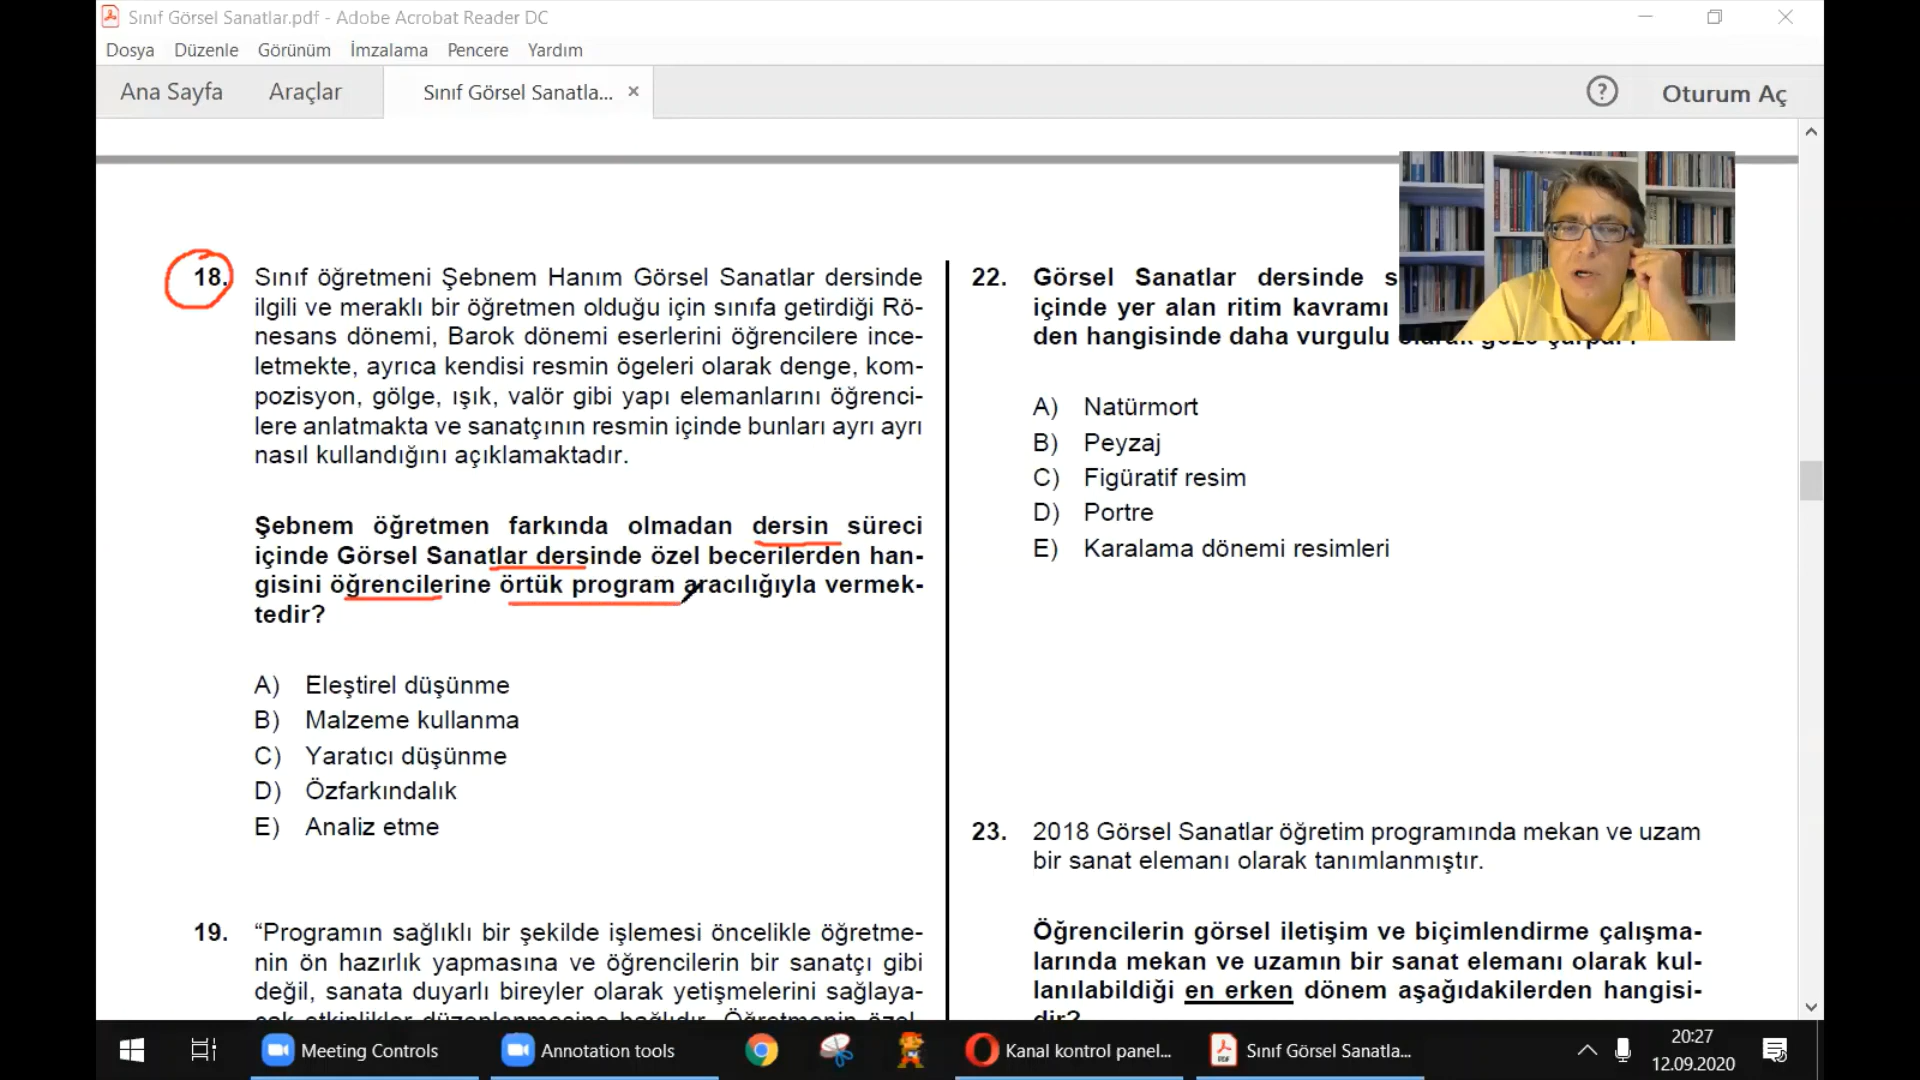 Sınıf Görsel Sanatlar.pdf - Adobe Acrobat Reader DC
Dosya Düzenle Görünüm İmzalama Pencere Yardım
Ana Sayfa Araçlar Sınıf Görsel Sanatla... × ? Oturum Aç
18. Sınıf öğretmeni Şebnem Hanım Görsel Sanatlar dersinde
ilgili ve meraklı bir öğretmen olduğu için sınıfa getirdiği Rö-
nesans dönemi, Barok dönemi eserlerini öğrencilere ince-
letmekte, ayrıca kendisi resmin ögeleri olarak denge, kom-
pozisyon, gölge, ışık, valör gibi yapı elemanlarını öğrenci-
lere anlatmakta ve sanatçının resmin içinde bunları ayrı ayrı
nasıl kullandığını açıklamaktadır.
Şebnem öğretmen farkında olmadan dersin süreci
içinde Görsel Sanatlar dersinde özel becerilerden han-
gisini öğrencilerine örtük program aracılığıyla vermek-
tedir?
A) Eleştirel düşünme
B) Malzeme kullanma
C) Yaratıcı düşünme
D) Özfarkındalık
E) Analiz etme
19. “Programın sağlıklı bir şekilde işlemesi öncelikle öğretme-
nin ön hazırlık yapmasına ve öğrencilerin bir sanatçı gibi
değil, sanata duyarlı bireyler olarak yetişmelerini sağlaya-
cak etkinlikler düzenlenmesine bağlıdır. Öğretmenin özel-
22. Görsel Sanatlar dersinde s
içinde yer alan ritim kavramı
den hangisinde daha vurgulu olarak göze çarpar?
A) Natürmort
B) Peyzaj
C) Figüratif resim
D) Portre
E) Karalama dönemi resimleri
23. 2018 Görsel Sanatlar öğretim programında mekan ve uzam
bir sanat elemanı olarak tanımlanmıştır.
Öğrencilerin görsel iletişim ve biçimlendirme çalışma-
larında mekan ve uzamın bir sanat elemanı olarak kul-
lanılabildiği en erken dönem aşağıdakilerden hangisi-
dir?
Meeting Controls Annotation tools Kanal kontrol panel... Sınıf Görsel Sanatla... 20:27
12.09.2020